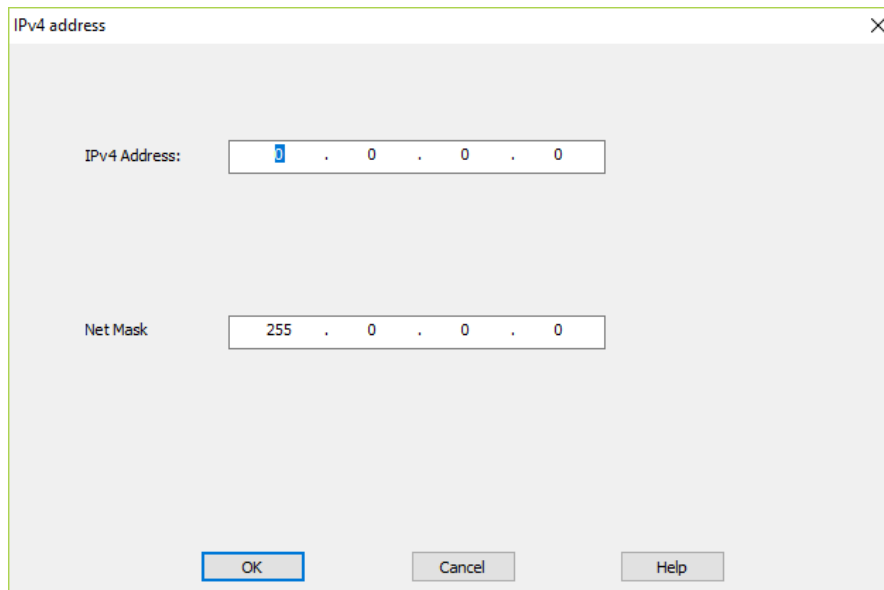 IPv4 address
IPv4 Address: 0 . 0 . 0 . 0
Net Mask 255 . 0 . 0 . 0
OK Cancel Help